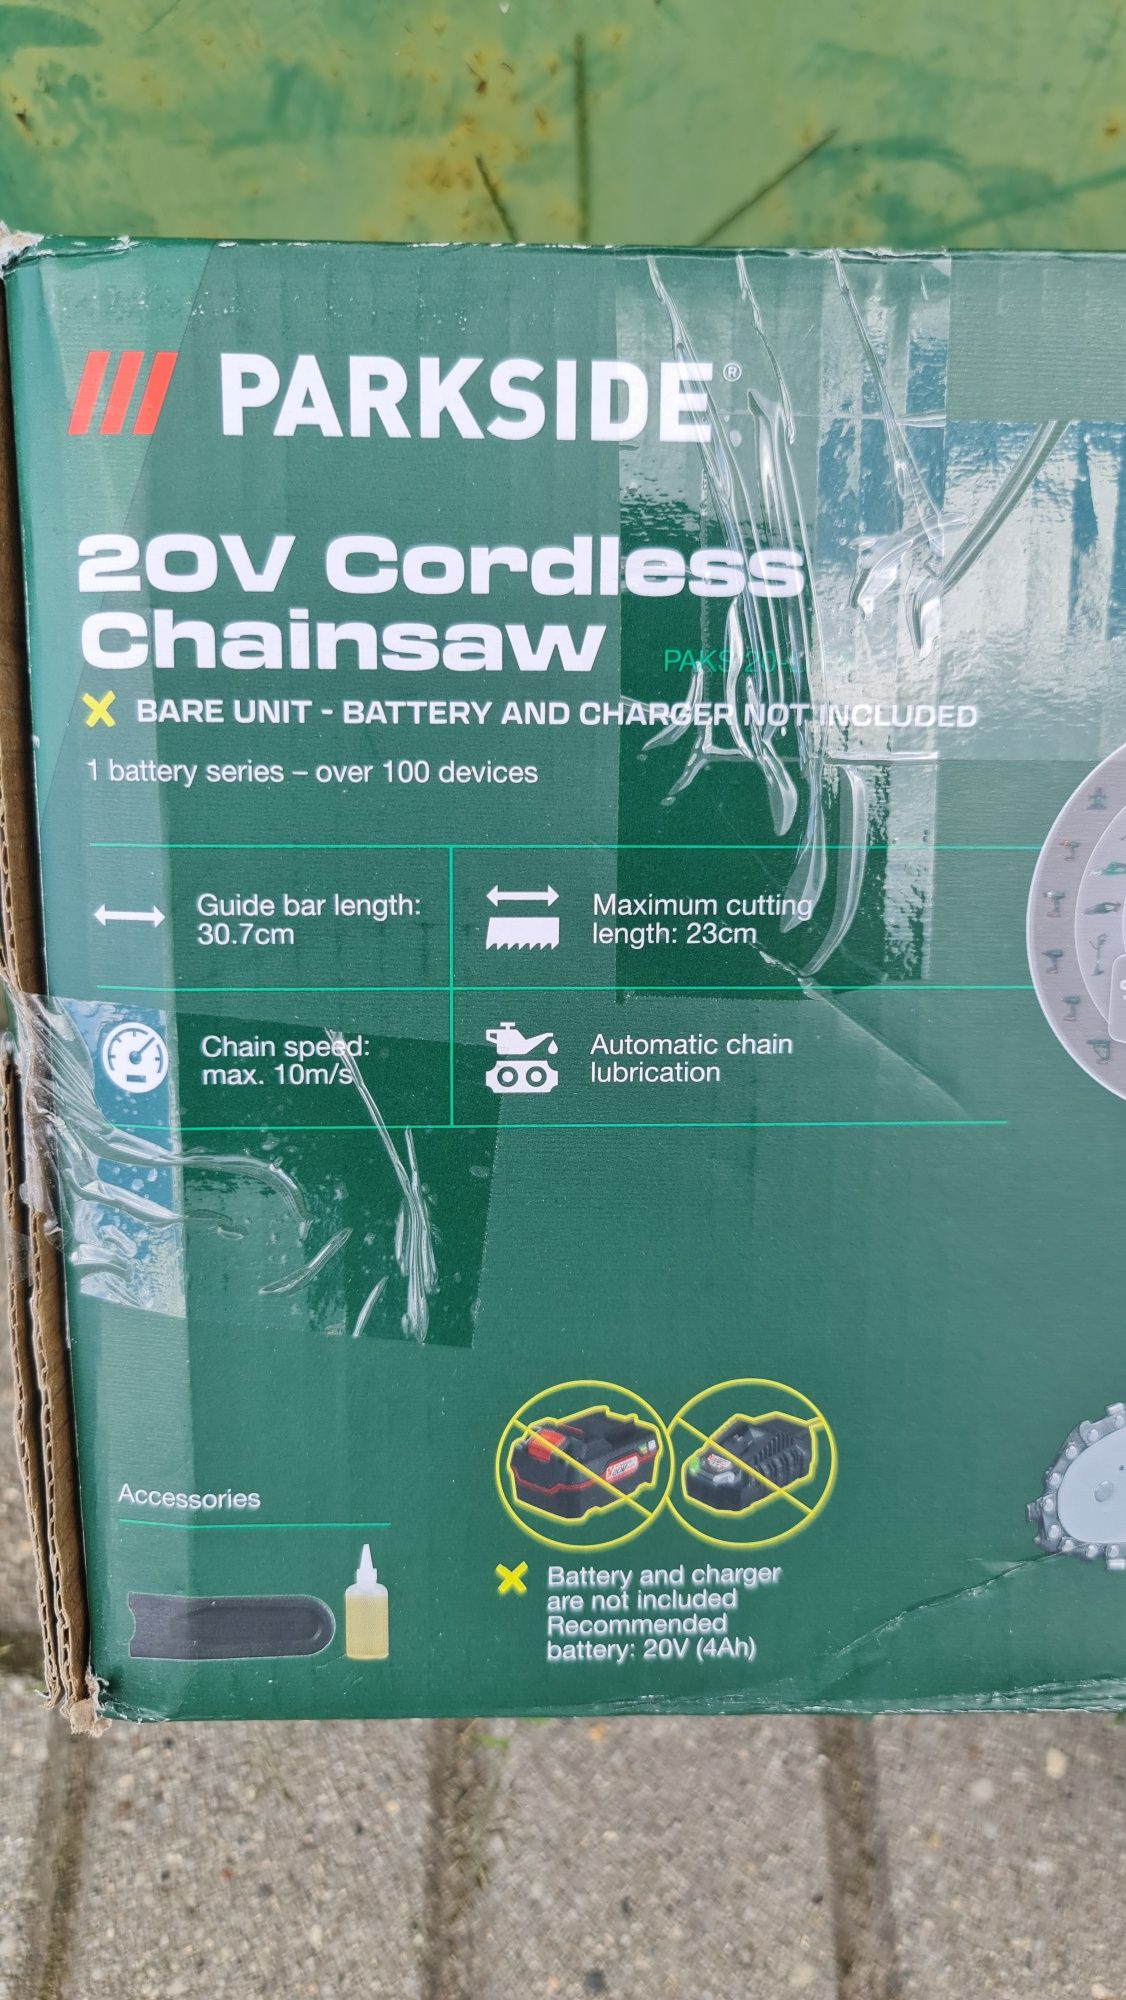 PARKSIDE®
20V Cordless
Chainsaw
PAKS 20-
BARE UNIT - BATTERY AND CHARGER NOT INCLUDED
1 battery series – over 100 devices
Guide bar length:
30.7cm
Maximum cutting
length: 23cm
Chain speed:
max. 10m/s
Automatic chain
lubrication
Accessories
Battery and charger
are not included
Recommended
battery: 20V (4Ah)